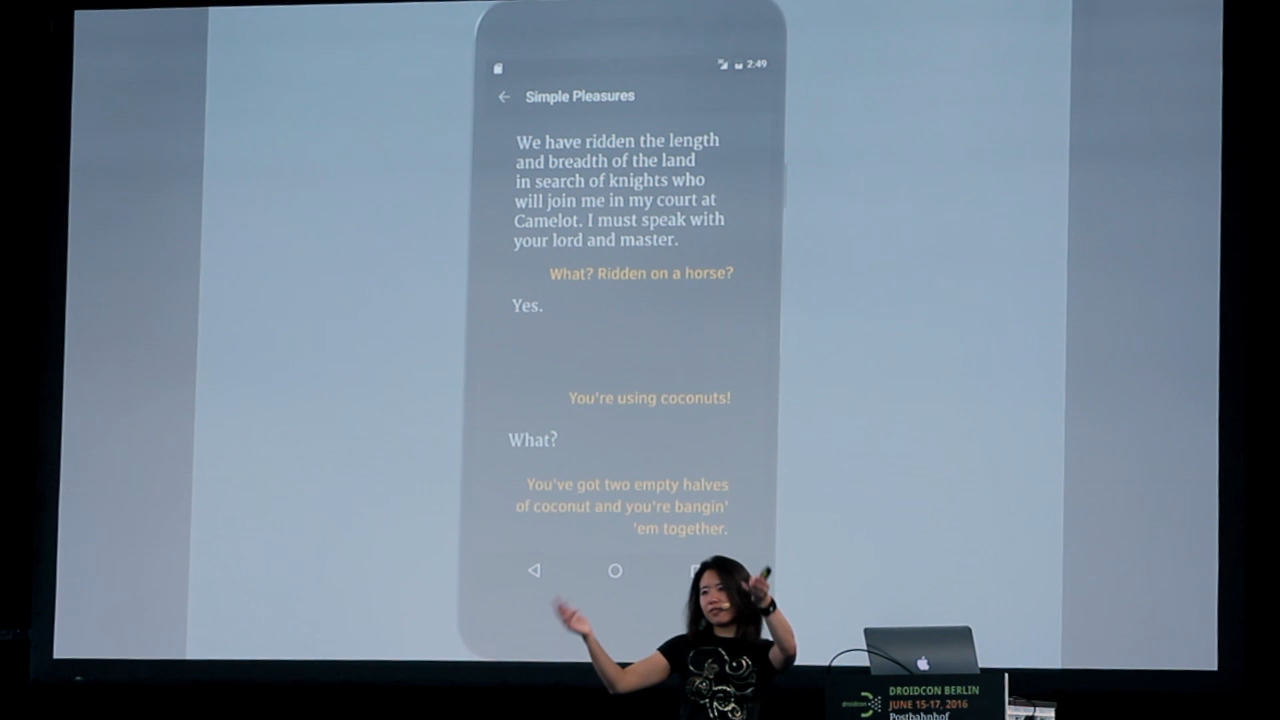 2:49
Simple Pleasures
We have ridden the length
and breadth of the land
in search of knights who
will join me in my court at
Camelot. I must speak with
your lord and master.
What? Ridden on a horse?
Yes.
You're using coconuts!
What?
You've got two empty halves
of coconut and you're bangin'
'em together.
droidcon
DROIDCON BERLIN
JUNE 15-17, 2016
Postbahnhof